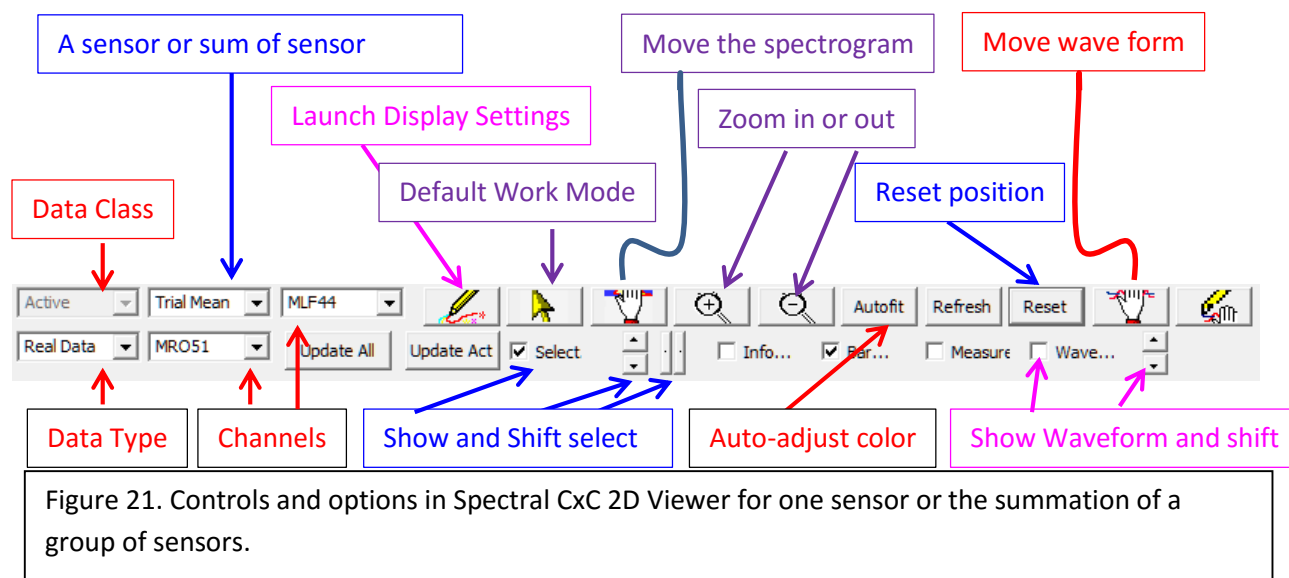 A sensor or sum of sensor
Move the spectrogram
Move wave form
Launch Display Settings
Zoom in or out
Data Class
Default Work Mode
Reset position
Active
Trial Mean
MLF44
Autofit
Refresh
Reset
Real Data
MRO51
Update All
Update Act
Select
Info...
Bar...
Measure
Wave...
Data Type
Channels
Show and Shift select
Auto-adjust color
Show Waveform and shift
Figure 21. Controls and options in Spectral CxC 2D Viewer for one sensor or the summation of a
group of sensors.